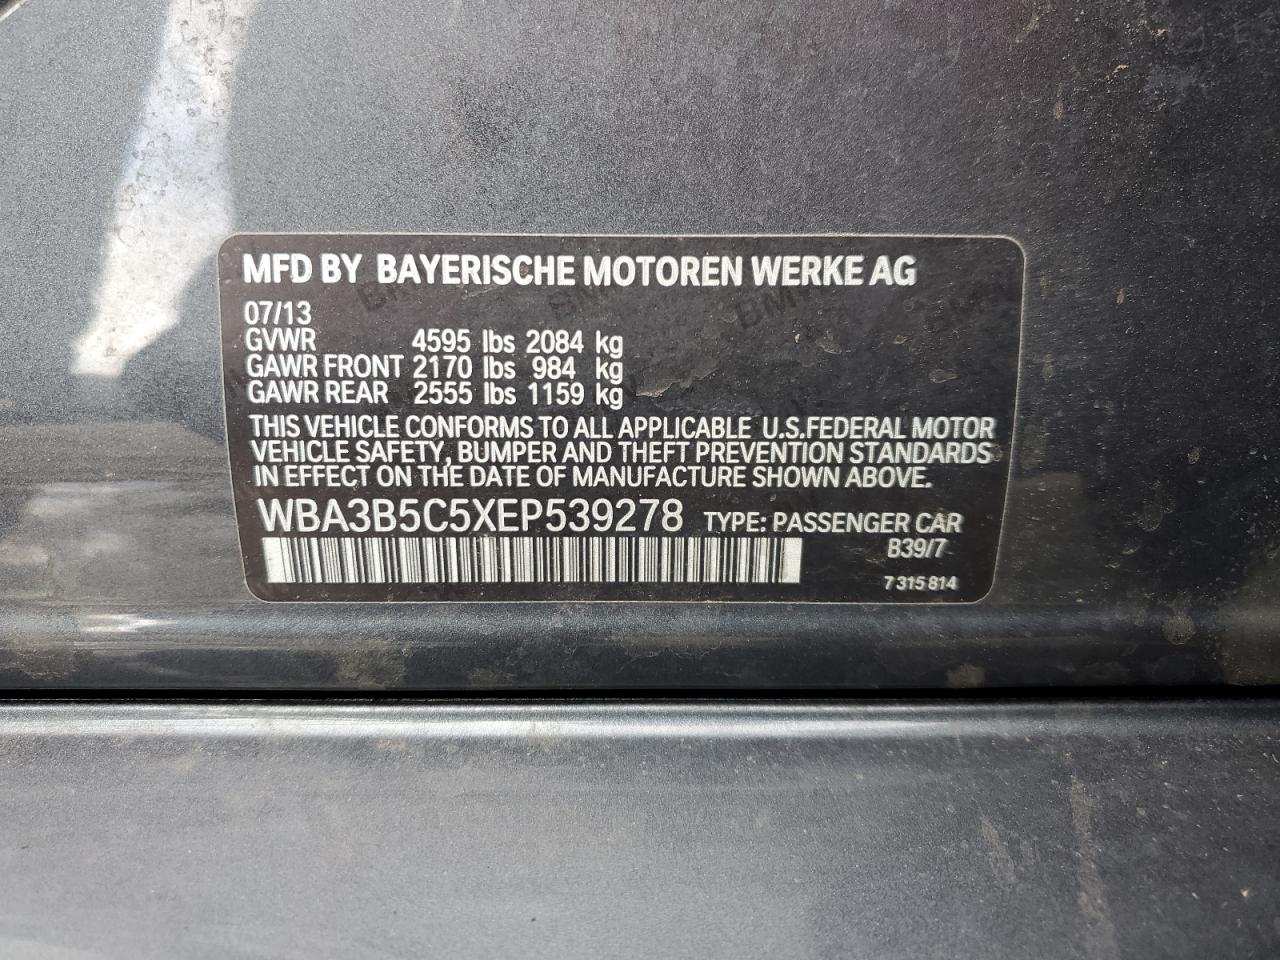 MFD BY BAYERISCHE MOTOREN WERKE AG
07/13
GVWR 4595 lbs 2084 kg
GAWR FRONT 2170 lbs 984 kg
GAWR REAR 2555 lbs 1159 kg
THIS VEHICLE CONFORMS TO ALL APPLICABLE U.S.FEDERAL MOTOR
VEHICLE SAFETY, BUMPER AND THEFT PREVENTION STANDARDS
IN EFFECT ON THE DATE OF MANUFACTURE SHOWN ABOVE.
WBA3B5C5XEP539278 TYPE: PASSENGER CAR
B39/7
7 315 814